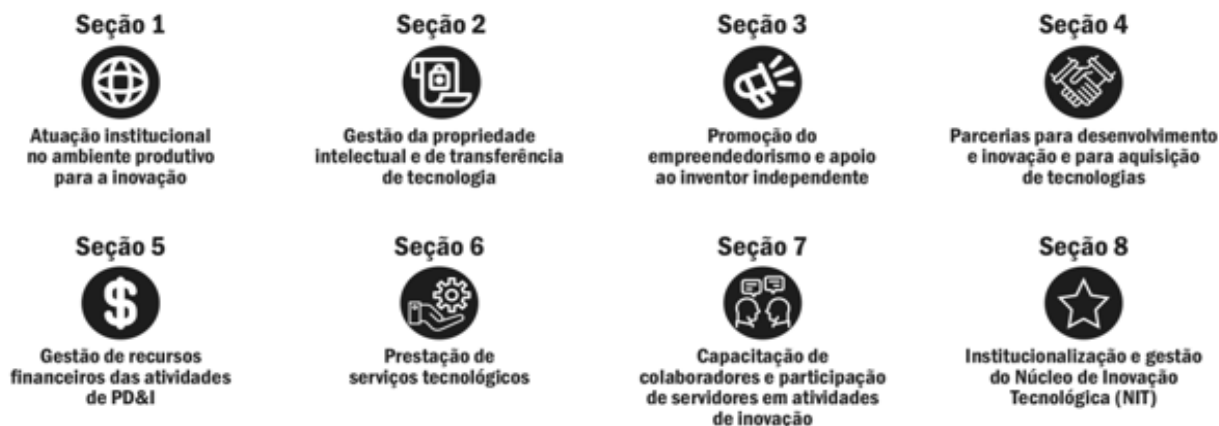 Seção 1
Atuação institucional
no ambiente produtivo
para a inovação
Seção 2
Gestão da propriedade
intelectual e de transferência
de tecnologia
Seção 3
Promoção do
empreendedorismo e apoio
ao inventor independente
Seção 4
Parcerias para desenvolvimento
e inovação e para aquisição
de tecnologias
Seção 5
$
Gestão de recursos
financeiros das atividades
de PD&I
Seção 6
Prestação de
serviços tecnológicos
Seção 7
Capacitação de
colaboradores e participação
de servidores em atividades
de inovação
Seção 8
Institucionalização e gestão
do Núcleo de Inovação
Tecnológica (NIT)